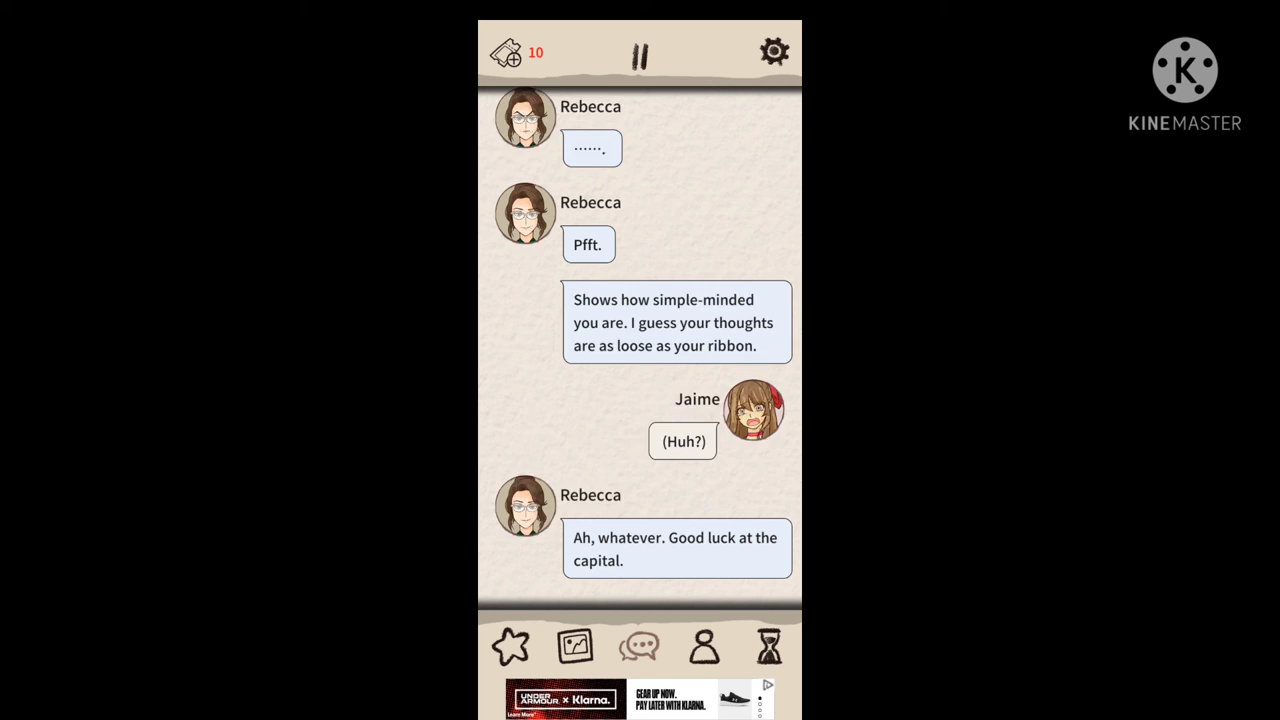 10
Rebecca
…….
Rebecca
Pfft.
Shows how simple-minded
you are. I guess your thoughts
are as loose as your ribbon.
Jaime
(Huh?)
Rebecca
Ah, whatever. Good luck at the
capital.
K
KINEMASTER
UNDER ARMOUR x Klarna.
Learn More*
GEAR UP NOW.
PAY LATER WITH KLARNA.